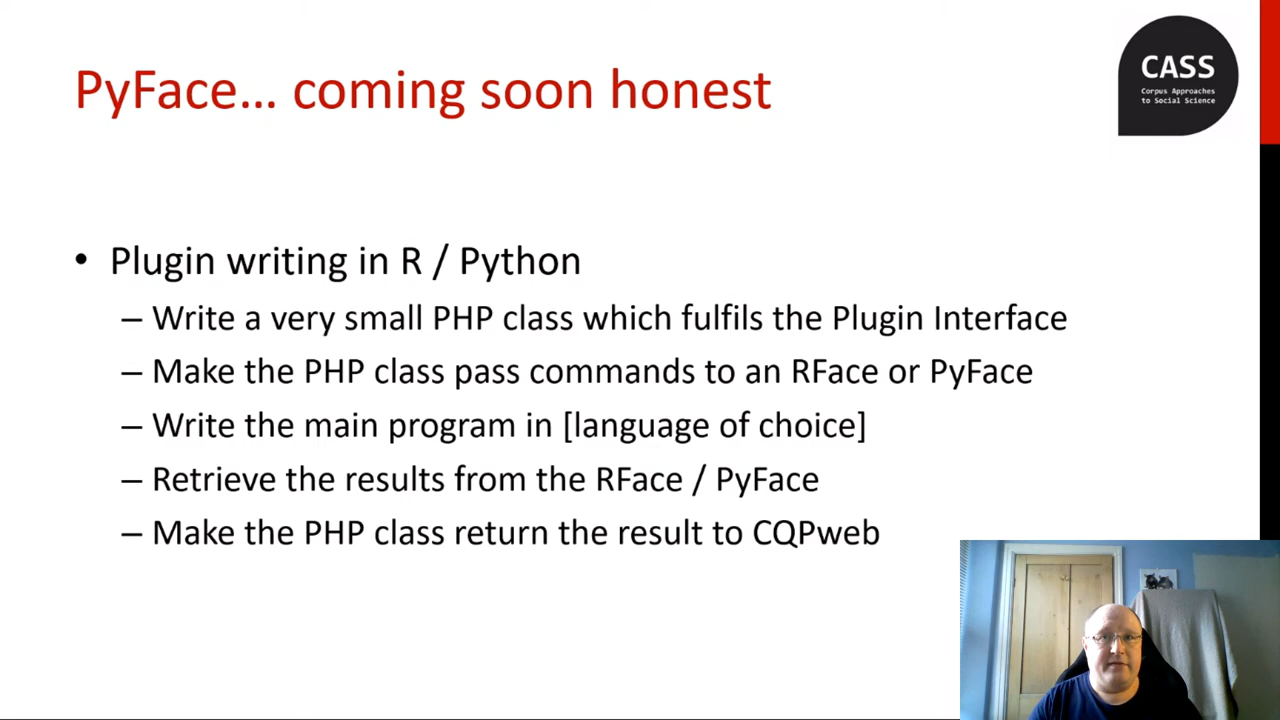 PyFace… coming soon honest
CASS
Corpus Approaches
to Social Science
• Plugin writing in R / Python
– Write a very small PHP class which fulfils the Plugin Interface
– Make the PHP class pass commands to an RFace or PyFace
– Write the main program in [language of choice]
– Retrieve the results from the RFace / PyFace
– Make the PHP class return the result to CQPweb